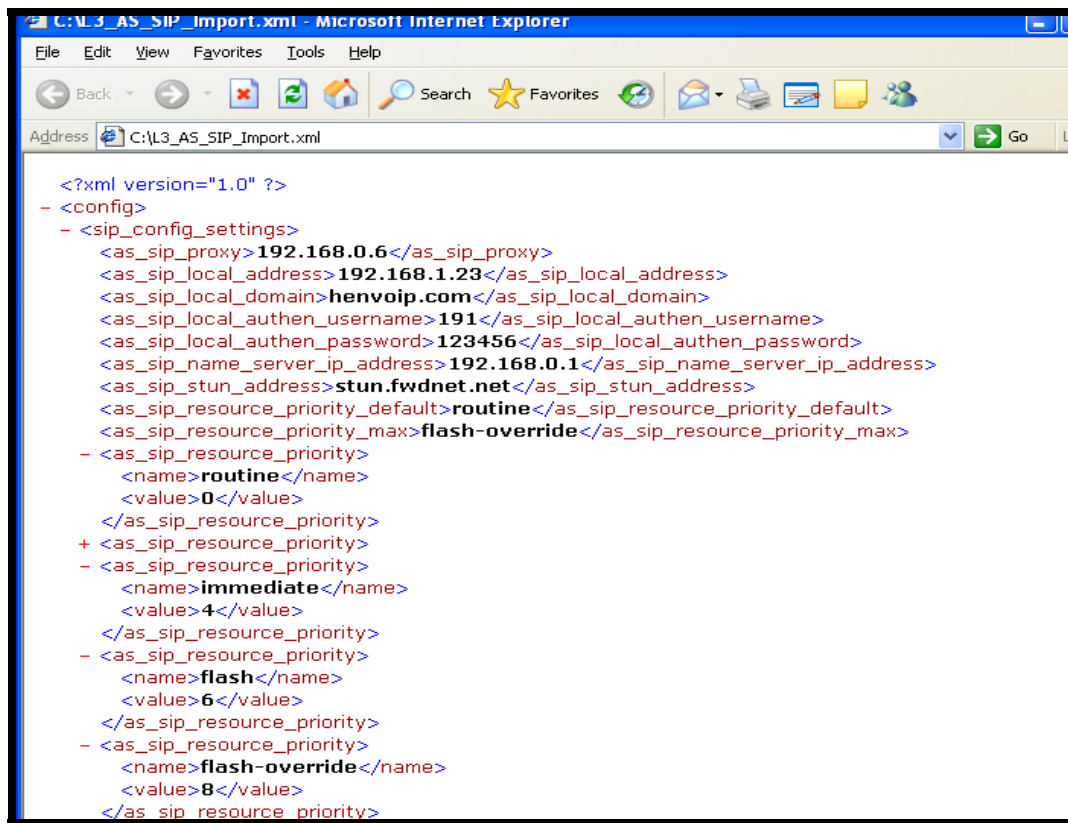 C:\L3_AS_SIP_Import.xml - Microsoft Internet Explorer
File Edit View Favorites Tools Help
Back Search Favorites
Address C:\L3_AS_SIP_Import.xml Go L
<?xml version="1.0" ?>
- <config>
- <sip_config_settings>
<as_sip_proxy>192.168.0.6</as_sip_proxy>
<as_sip_local_address>192.168.1.23</as_sip_local_address>
<as_sip_local_domain>henvoip.com</as_sip_local_domain>
<as_sip_local_authen_username>191</as_sip_local_authen_username>
<as_sip_local_authen_password>123456</as_sip_local_authen_password>
<as_sip_name_server_ip_address>192.168.0.1</as_sip_name_server_ip_address>
<as_sip_stun_address>stun.fwdnet.net</as_sip_stun_address>
<as_sip_resource_priority_default>routine</as_sip_resource_priority_default>
<as_sip_resource_priority_max>flash-override</as_sip_resource_priority_max>
- <as_sip_resource_priority>
<name>routine</name>
<value>0</value>
</as_sip_resource_priority>
+ <as_sip_resource_priority>
- <as_sip_resource_priority>
<name>immediate</name>
<value>4</value>
</as_sip_resource_priority>
- <as_sip_resource_priority>
<name>flash</name>
<value>6</value>
</as_sip_resource_priority>
- <as_sip_resource_priority>
<name>flash-override</name>
<value>8</value>
</as_sip_resource_priority>